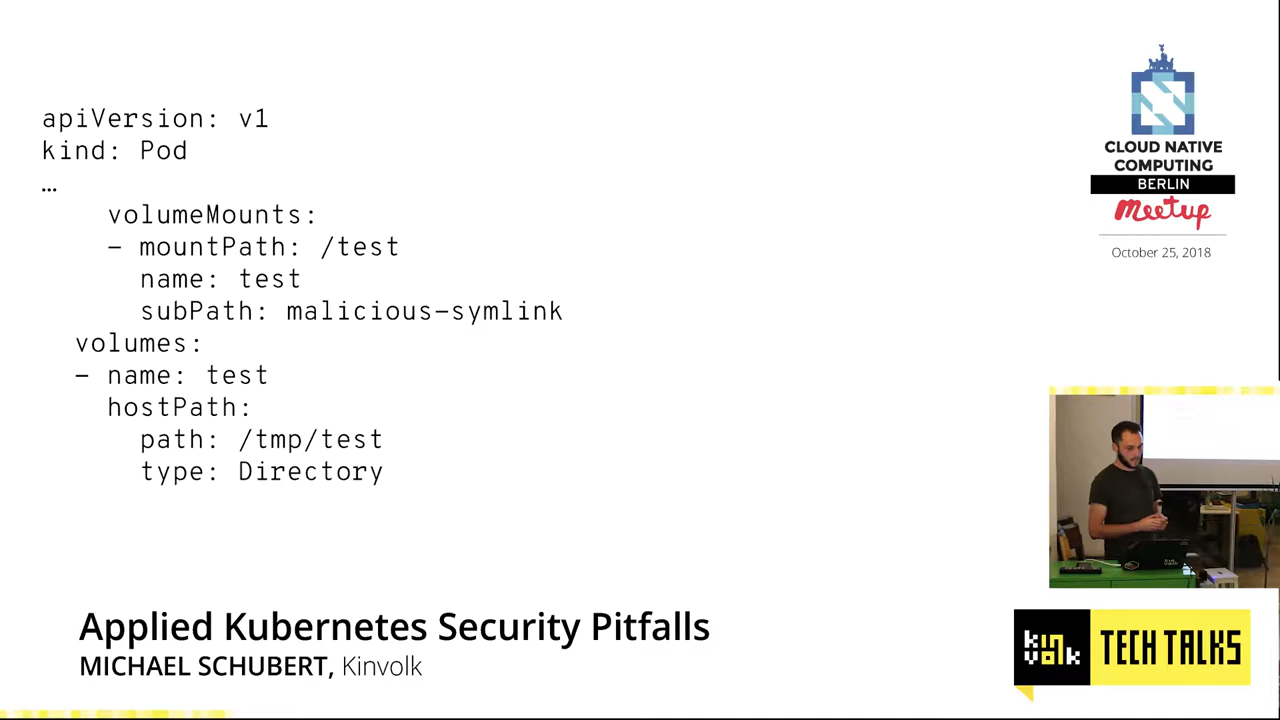 apiVersion: v1
kind: Pod
…
volumeMounts:
- mountPath: /test
name: test
subPath: malicious-symlink
volumes:
- name: test
hostPath:
path: /tmp/test
type: Directory
CLOUD NATIVE
COMPUTING
BERLIN
meetup
October 25, 2018
Applied Kubernetes Security Pitfalls
MICHAEL SCHUBERT, Kinvolk
kinvolk
TECH TALKS